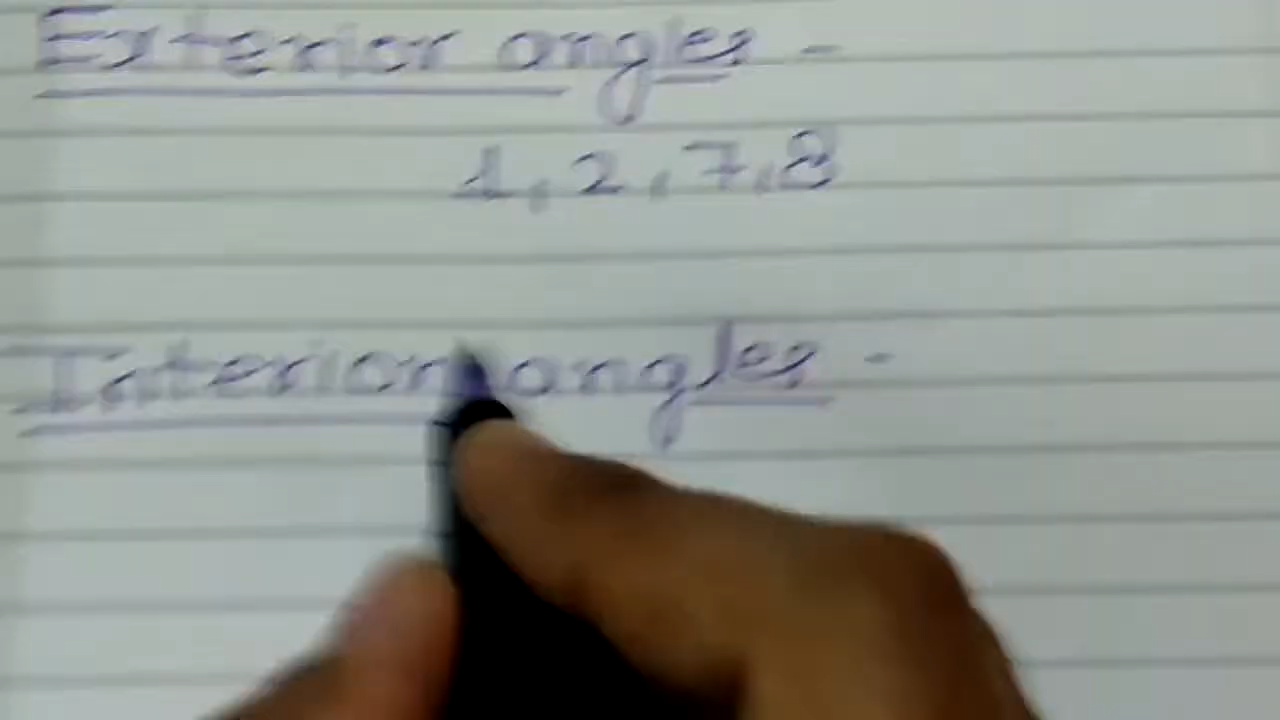 Exterior angles -
1, 2, 7, 8
Interior angles -